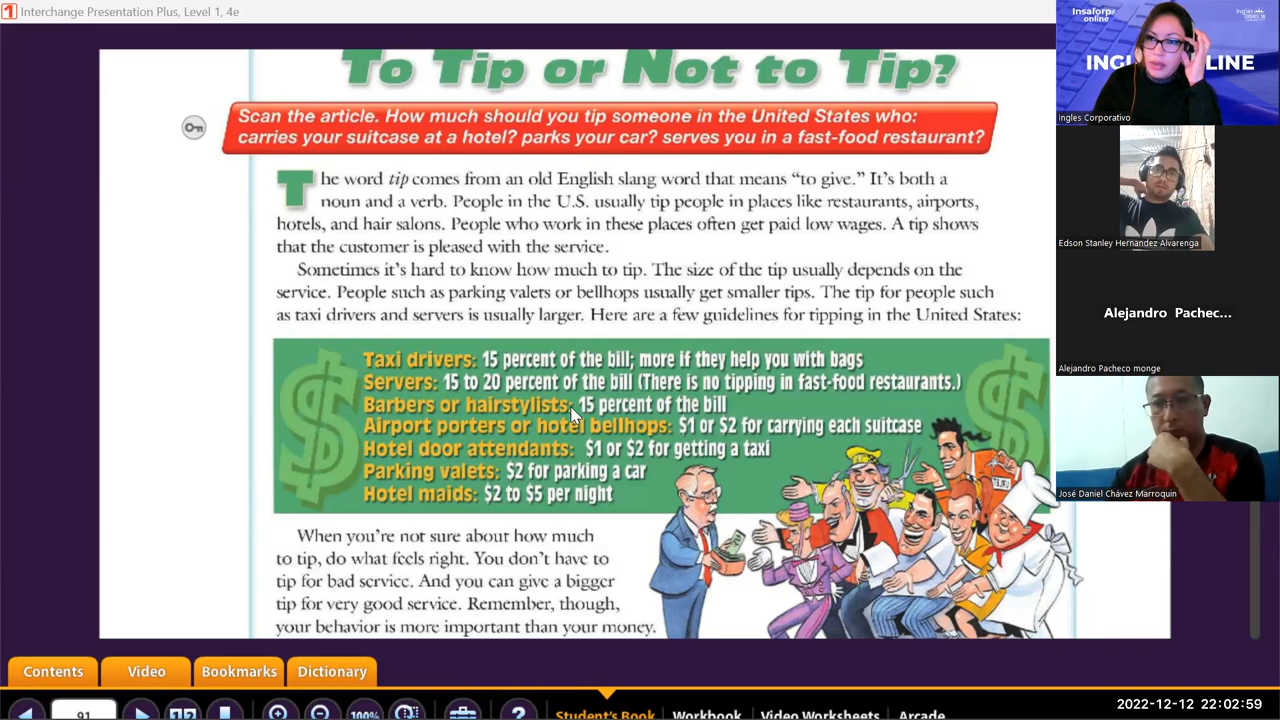 Interchange Presentation Plus, Level 1, 4e
To Tip or Not to Tip?
Scan the article. How much should you tip someone in the United States who:
carries your suitcase at a hotel? parks your car? serves you in a fast-food restaurant?
The word tip comes from an old English slang word that means “to give.” It’s both a
noun and a verb. People in the U.S. usually tip people in places like restaurants, airports,
hotels, and hair salons. People who work in these places often get paid low wages. A tip shows
that the customer is pleased with the service.
Sometimes it’s hard to know how much to tip. The size of the tip usually depends on the
service. People such as parking valets or bellhops usually get smaller tips. The tip for people such
as taxi drivers and servers is usually larger. Here are a few guidelines for tipping in the United States:
Taxi drivers: 15 percent of the bill; more if they help you with bags
Servers: 15 to 20 percent of the bill (There is no tipping in fast-food restaurants.)
Barbers or hairstylists: 15 percent of the bill
Airport porters or hotel bellhops: $1 or $2 for carrying each suitcase
Hotel door attendants: $1 or $2 for getting a taxi
Parking valets: $2 for parking a car
Hotel maids: $2 to $5 per night
When you’re not sure about how much
to tip, do what feels right. You don’t have to
tip for bad service. And you can give a bigger
tip for very good service. Remember, though,
your behavior is more important than your money.
Contents
Video
Bookmarks
Dictionary
91
100%
Student's Book
Workbook
Video Worksheets
Arcade
Insaforp
online
Ingles Corporativo
Edson Stanley Hernandez Alvarenga
Alejandro Pachec...
Alejandro Pacheco monge
José Daniel Chávez Marroquin
2022-12-12 22:02:59